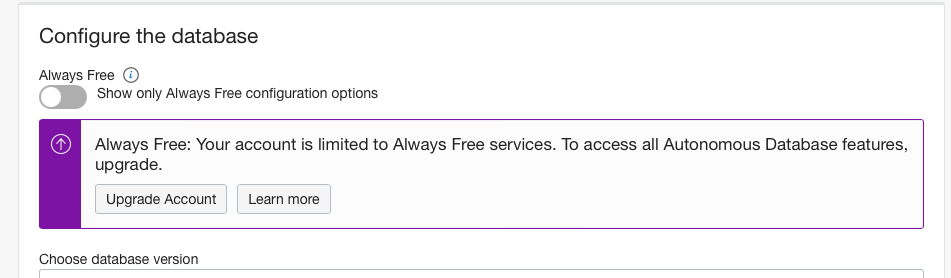 Configure the database
Always Free
Show only Always Free configuration options
Always Free: Your account is limited to Always Free services. To access all Autonomous Database features,
upgrade.
Upgrade Account
Learn more
Choose database version